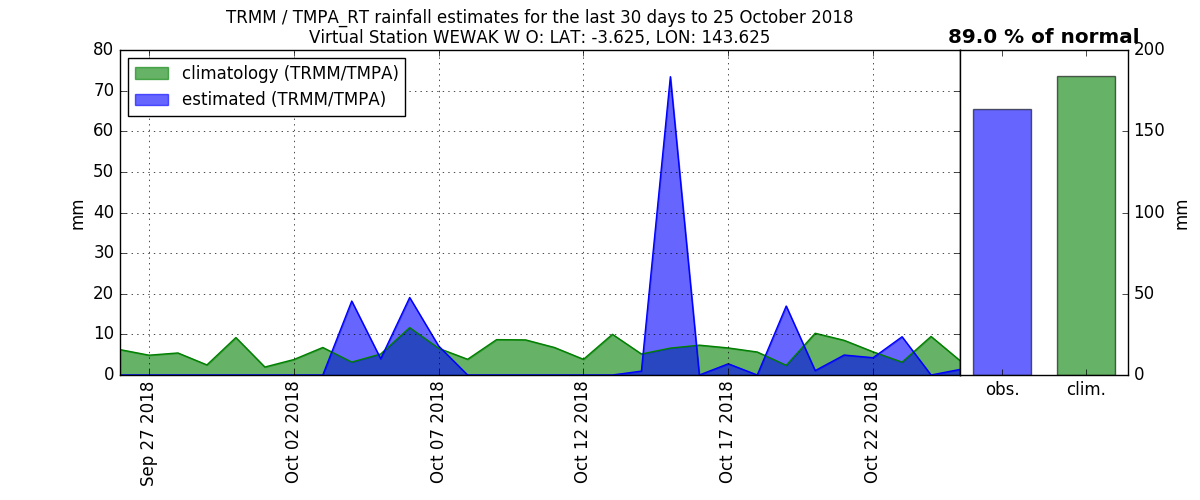 TRMM / TMPA_RT rainfall estimates for the last 30 days to 25 October 2018
Virtual Station WEWAK W O: LAT: -3.625, LON: 143.625
89.0 % of normal
climatology (TRMM/TMPA)
estimated (TRMM/TMPA)
80
70
60
50
40
30
20
10
0
mm
Sep 27 2018
Oct 02 2018
Oct 07 2018
Oct 12 2018
Oct 17 2018
Oct 22 2018
obs.
clim.
200
150
100
50
0
mm